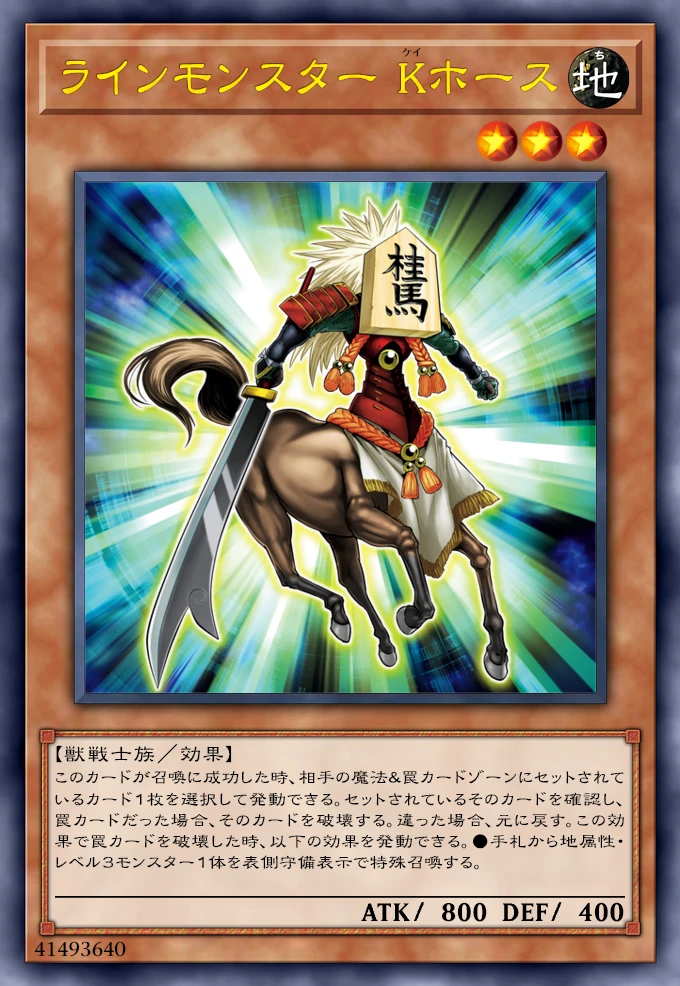 ケイ
ラインモンスター Kホース
ち
地
桂馬
【獣戦士族／効果】
このカードが召喚に成功した時、相手の魔法&罠カードゾーンにセットされて
いるカード1枚を選択して発動できる。セットされているそのカードを確認し、
罠カードだった場合、そのカードを破壊する。違った場合、元に戻す。この効
果で罠カードを破壊した時、以下の効果を発動できる。●手札から地属性・
レベル3モンスター1体を表側守備表示で特殊召喚する。
ATK/ 800 DEF/ 400
41493640